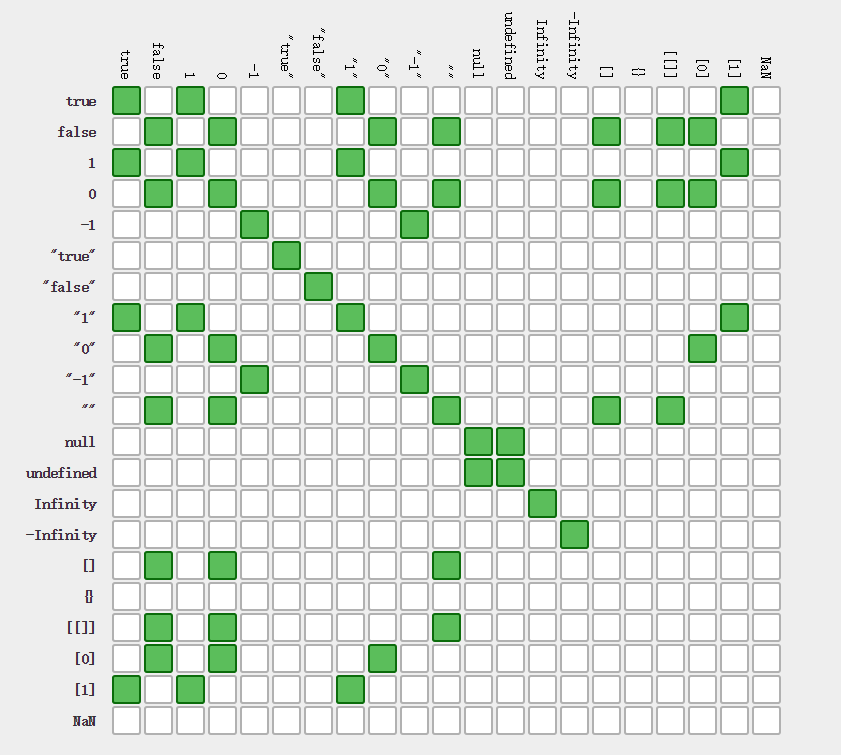 true
false
1
0
-1
"true"
"false"
"1"
"0"
"-1"
""
null
undefined
Infinity
-Infinity
[]
{}
[[]]
[0]
[1]
NaN
true
false
1
0
-1
"true"
"false"
"1"
"0"
"-1"
""
null
undefined
Infinity
-Infinity
[]
{}
[[]]
[0]
[1]
NaN